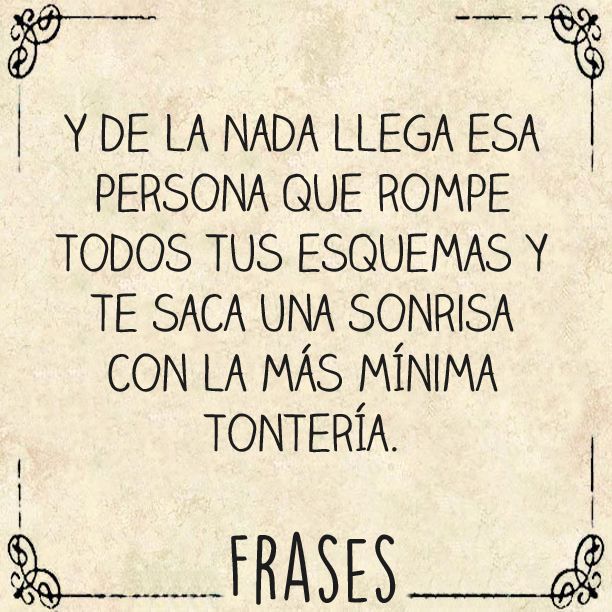 Y DE LA NADA LLEGA ESA
PERSONA QUE ROMPE
TODOS TUS ESQUEMAS Y
TE SACA UNA SONRISA
CON LA MÁS MÍNIMA
TONTERÍA.
FRASES